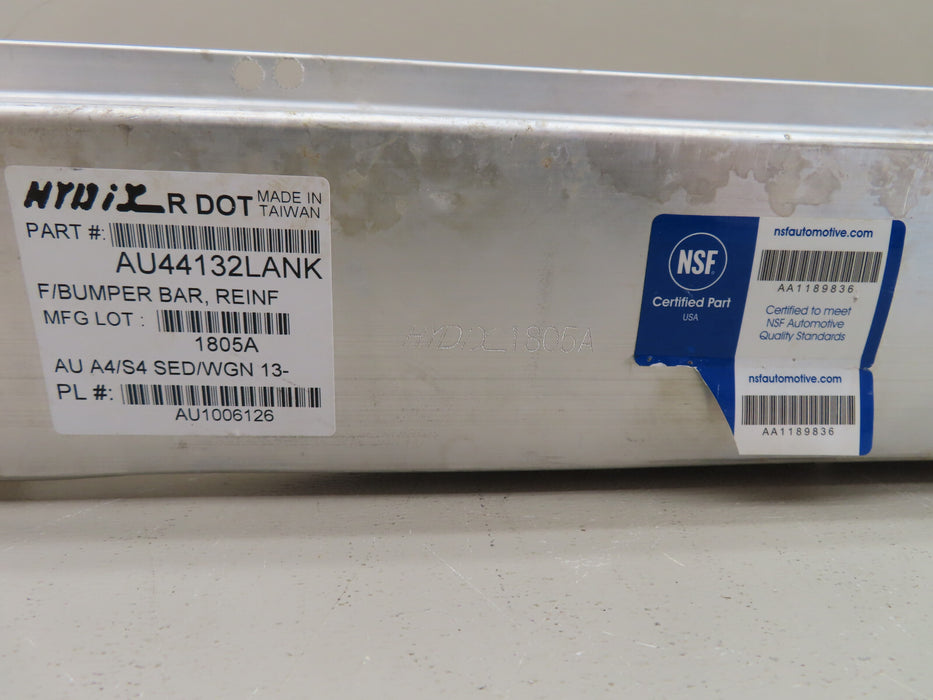 HYDiX R DOT MADE IN TAIWAN
PART #:
AU44132LANK
F/BUMPER BAR, REINF
MFG LOT :
1805A
AU A4/S4 SED/WGN 13-
PL #:
AU1006126
HYDiX 1805A
NSF.
Certified Part
USA
nsfautomotive.com
AA1189836
Certified to meet
NSF Automotive
Quality Standards
nsfautomotive.com
AA1189836